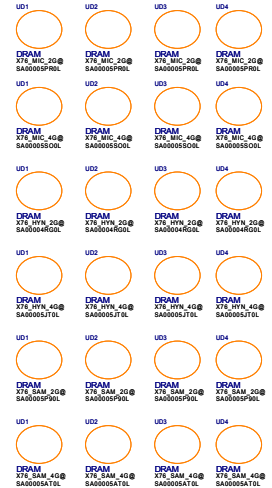 UD1 UD2 UD3 UD4
DRAM DRAM DRAM DRAM
X76_MIC_2G@ X76_MIC_2G@ X76_MIC_2G@ X76_MIC_2G@
SA00005PR0L SA00005PR0L SA00005PR0L SA00005PR0L
UD1 UD2 UD3 UD4
DRAM DRAM DRAM DRAM
X76_MIC_4G@ X76_MIC_4G@ X76_MIC_4G@ X76_MIC_4G@
SA00005SO0L SA00005SO0L SA00005SO0L SA00005SO0L
UD1 UD2 UD3 UD4
DRAM DRAM DRAM DRAM
X76_HYN_2G@ X76_HYN_2G@ X76_HYN_2G@ X76_HYN_2G@
SA00004RG0L SA00004RG0L SA00004RG0L SA00004RG0L
UD1 UD2 UD3 UD4
DRAM DRAM DRAM DRAM
X76_HYN_4G@ X76_HYN_4G@ X76_HYN_4G@ X76_HYN_4G@
SA00005JT0L SA00005JT0L SA00005JT0L SA00005JT0L
UD1 UD2 UD3 UD4
DRAM DRAM DRAM DRAM
X76_SAM_2G@ X76_SAM_2G@ X76_SAM_2G@ X76_SAM_2G@
SA00005P90L SA00005P90L SA00005P90L SA00005P90L
UD1 UD2 UD3 UD4
DRAM DRAM DRAM DRAM
X76_SAM_4G@ X76_SAM_4G@ X76_SAM_4G@ X76_SAM_4G@
SA00005AT0L SA00005AT0L SA00005AT0L SA00005AT0L